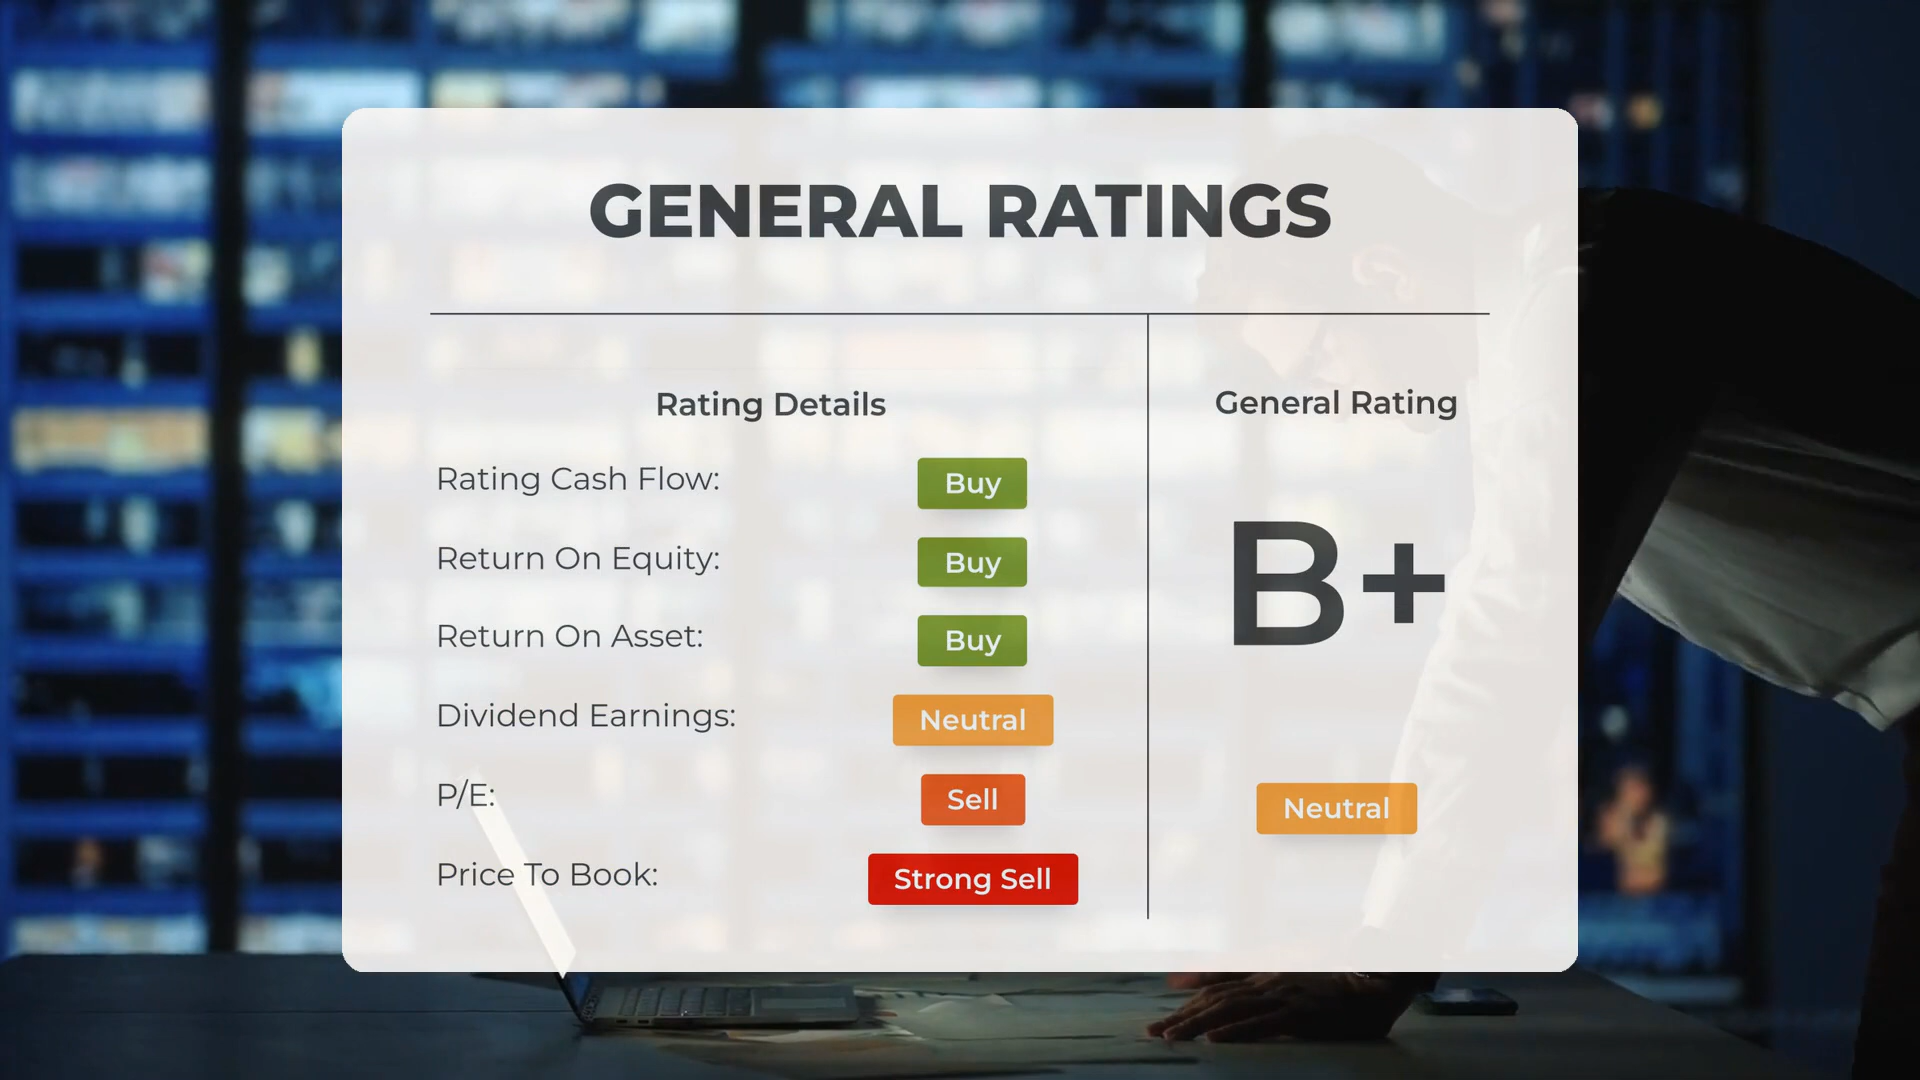 GENERAL RATINGS
Rating Details
Rating Cash Flow: Buy
Return On Equity: Buy
Return On Asset: Buy
Dividend Earnings: Neutral
P/E: Sell
Price To Book: Strong Sell
General Rating
B+
Neutral